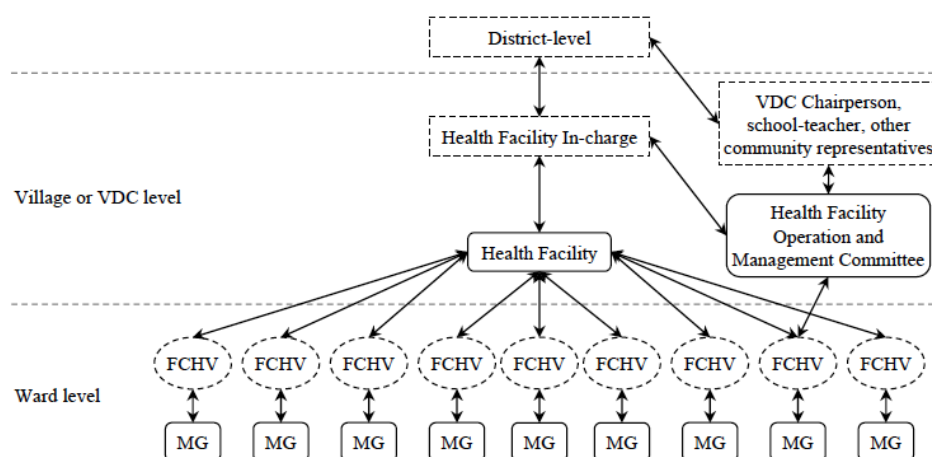 District-level
VDC Chairperson,
school-teacher, other
community representatives
Health Facility In-charge
Village or VDC level
Health Facility
Operation and
Management Committee
Health Facility
FCHV FCHV FCHV FCHV FCHV FCHV FCHV FCHV FCHV
Ward level
MG MG MG MG MG MG MG MG MG